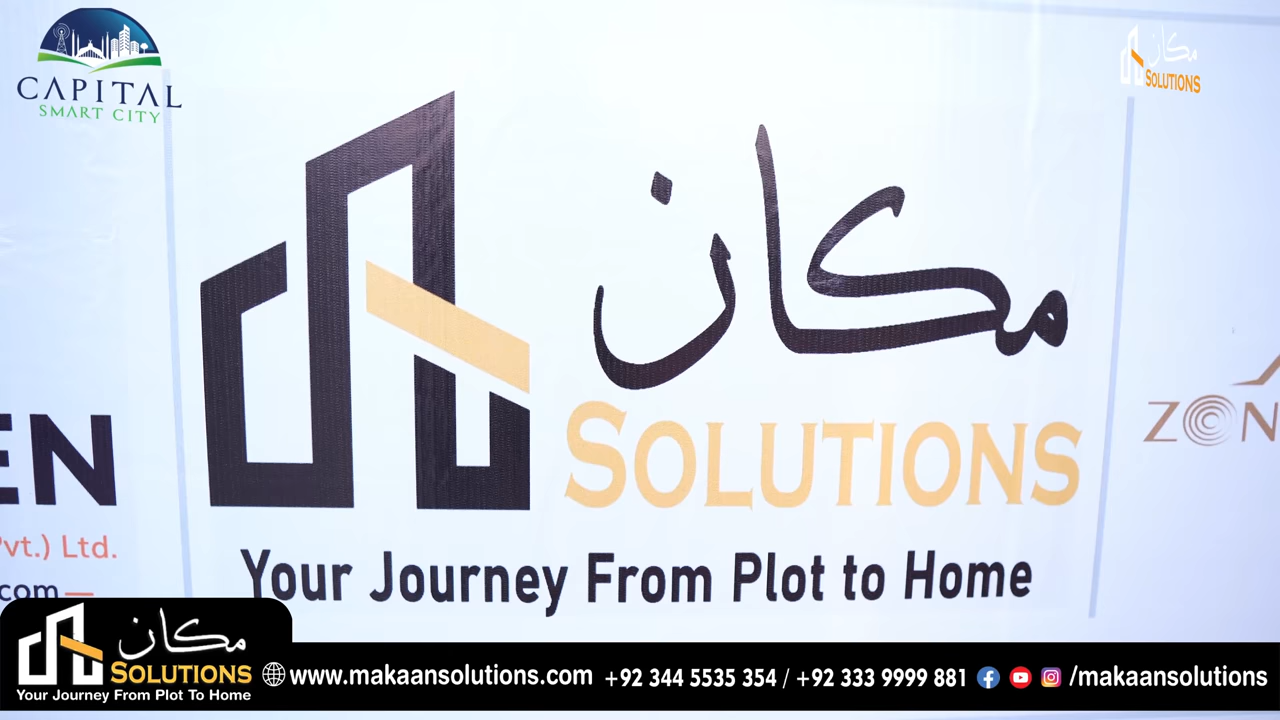 CAPITAL
SMART CITY
مکان
SOLUTIONS
مکان
SOLUTIONS
Your Journey From Plot to Home
EN
Pvt.) Ltd.
.com
ZON
مکان
SOLUTIONS
Your Journey From Plot To Home
www.makaansolutions.com +92 344 5535 354 / +92 333 9999 881 /makaansolutions